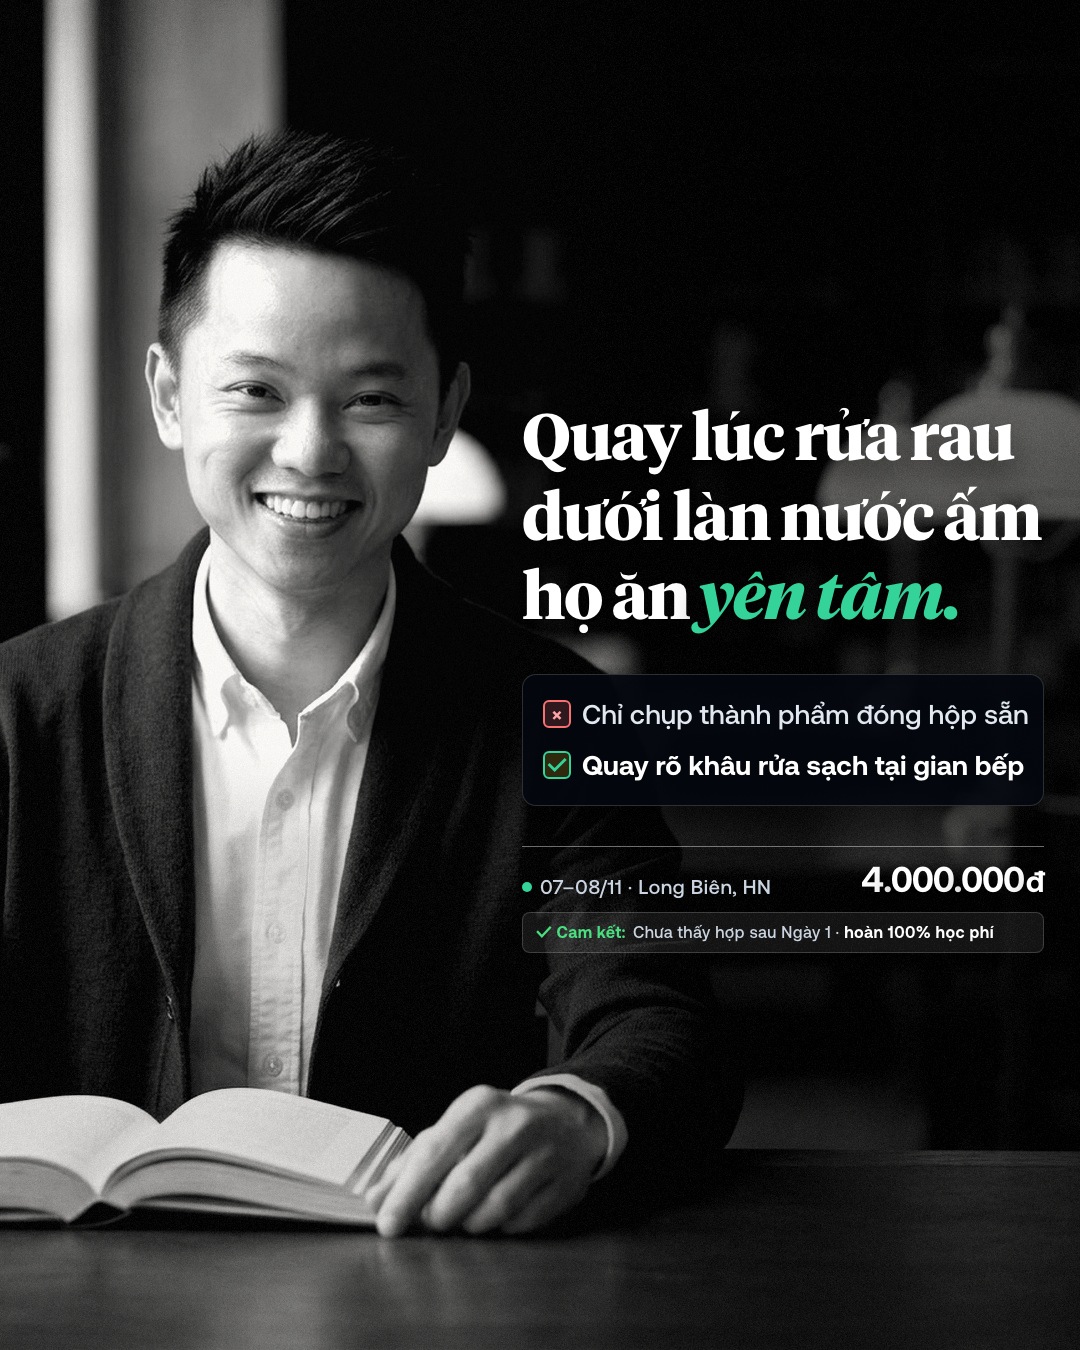 Quay lúc rửa rau
dưới làn nước ấm
họ ăn yên tâm.
Chỉ chụp thành phẩm đóng hộp sẵn
Quay rõ khâu rửa sạch tại gian bếp
07–08/11 · Long Biên, HN
4.000.000đ
Cam kết: Chưa thấy hợp sau Ngày 1 · hoàn 100% học phí